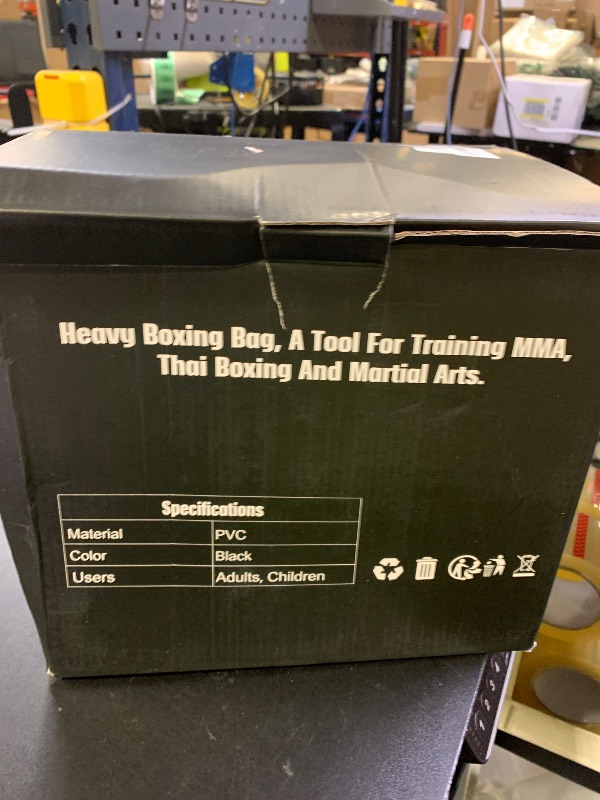 Heavy Boxing Bag, A Tool For Training MMA,
Thai Boxing And Martial Arts.
Specifications
Material PVC
Color Black
Users Adults, Children